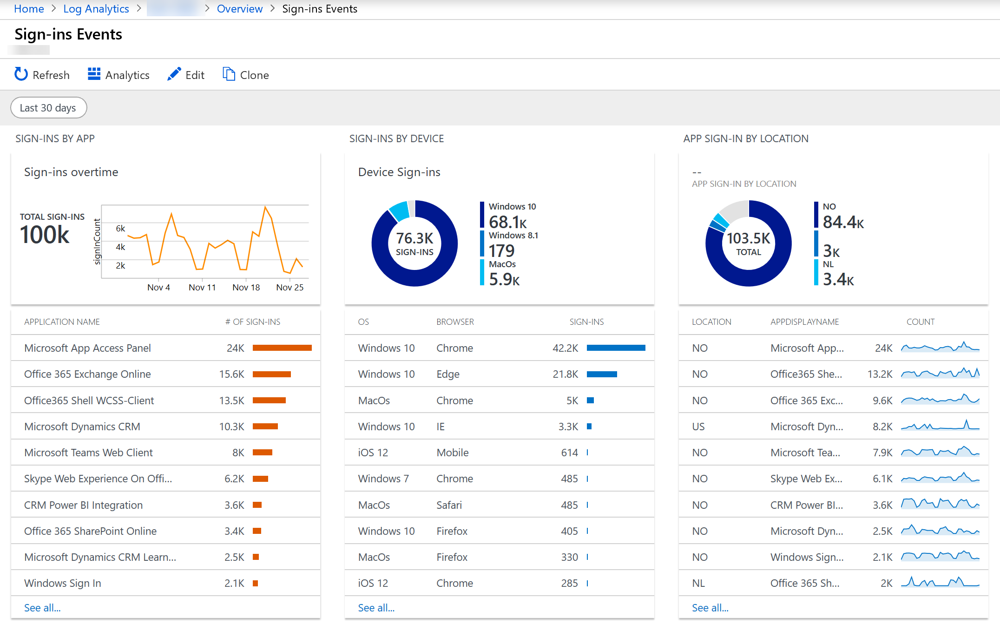 Home > Log Analytics > > Overview > Sign-ins Events
Sign-ins Events
Refresh Analytics Edit Clone
Last 30 days
SIGN-INS BY APP
Sign-ins overtime
TOTAL SIGN-INS
100k
signInCount
6k
4k
2k
Nov 4 Nov 11 Nov 18 Nov 25
APPLICATION NAME # OF SIGN-INS
Microsoft App Access Panel 24K
Office 365 Exchange Online 15.6K
Office365 Shell WCSS-Client 13.5K
Microsoft Dynamics CRM 10.3K
Microsoft Teams Web Client 8K
Skype Web Experience On Offi... 6.2K
CRM Power BI Integration 3.6K
Office 365 SharePoint Online 3.4K
Microsoft Dynamics CRM Learn... 2.5K
Windows Sign In 2.1K
See all...
SIGN-INS BY DEVICE
Device Sign-ins
76.3K
SIGN-INS
Windows 10
68.1K
Windows 8.1
179
MacOs
5.9K
OS BROWSER SIGN-INS
Windows 10 Chrome 42.2K
Windows 10 Edge 21.8K
MacOs Chrome 5K
Windows 10 IE 3.3K
iOS 12 Mobile 614
Windows 7 Chrome 485
MacOs Safari 485
Windows 10 Firefox 405
MacOs Firefox 330
iOS 12 Chrome 285
See all...
APP SIGN-IN BY LOCATION
--
APP SIGN-IN BY LOCATION
103.5K
TOTAL
NO
84.4K
3K
NL
3.4K
LOCATION APPDISPLAYNAME COUNT
NO Microsoft App... 24K
NO Office365 She... 13.2K
NO Office 365 Exc... 9.6K
US Microsoft Dyn... 8.2K
NO Microsoft Tea... 7.9K
NO Skype Web Ex... 6.1K
NO CRM Power BI... 3.6K
NO Microsoft Dyn... 2.5K
NO Windows Sign... 2.1K
NL Office 365 Sh... 2K
See all...